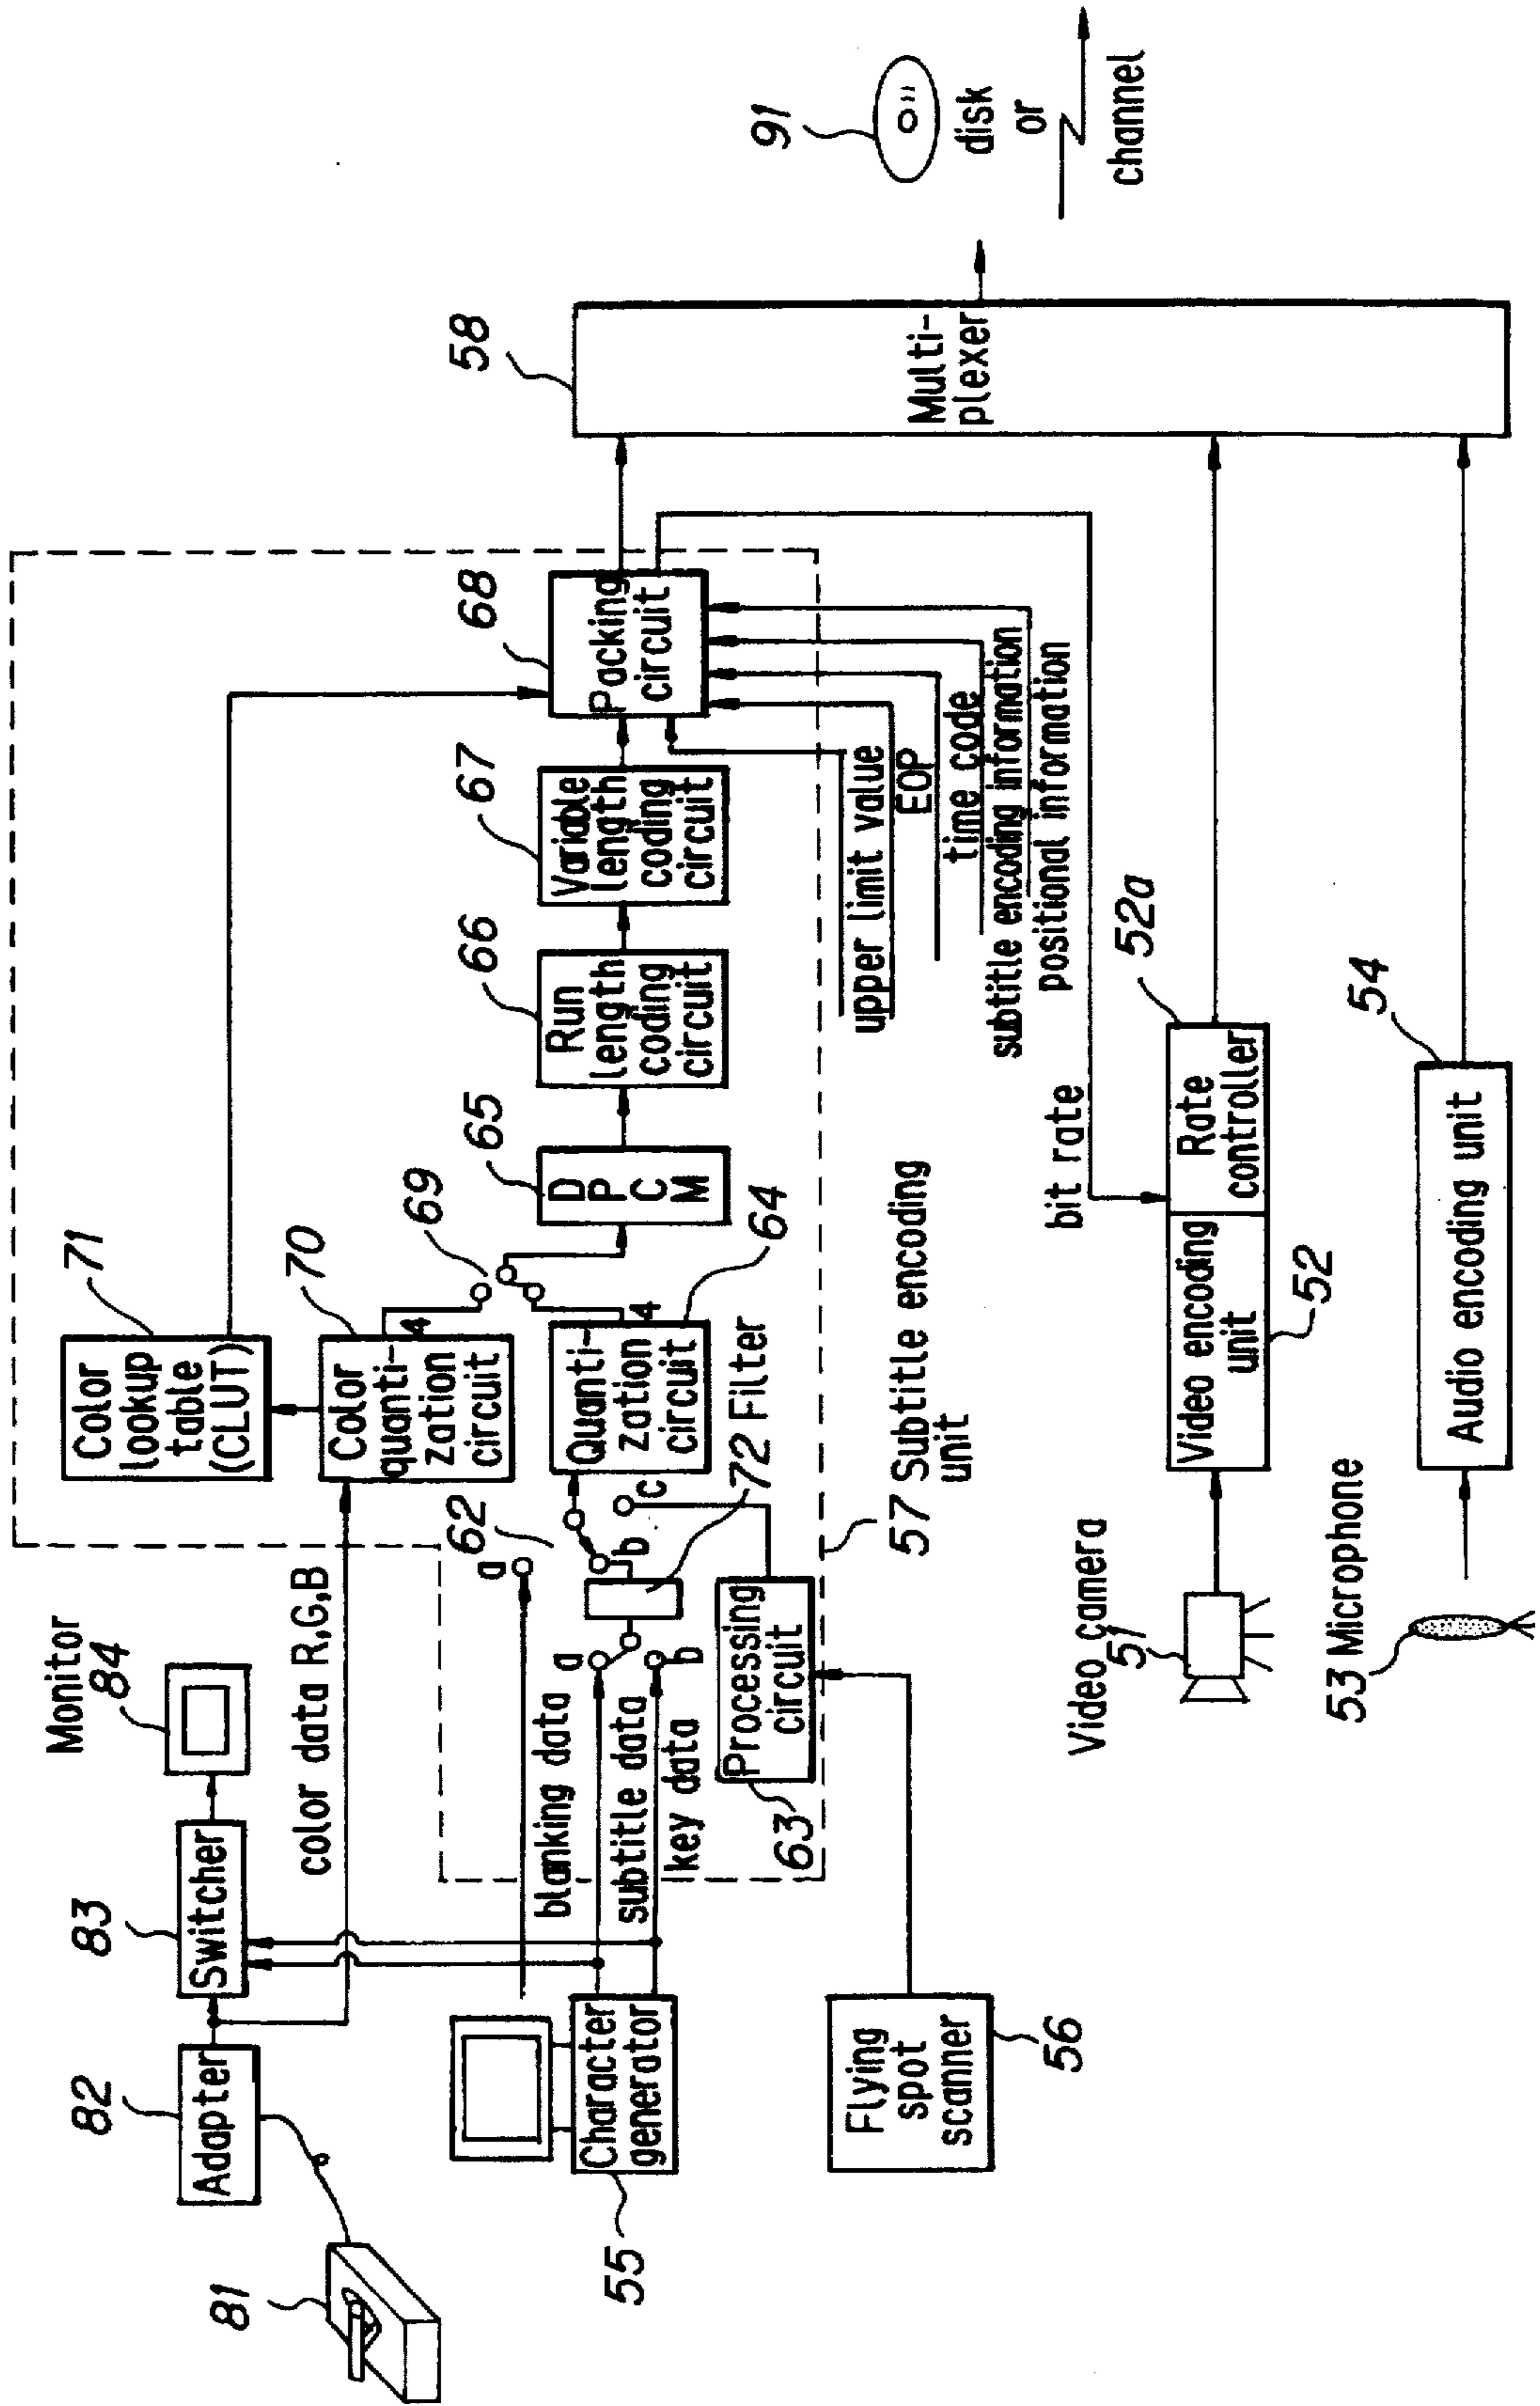 81
82
Adapter
83
Switcher
Monitor
84
color data R,G,B
71
Color
lookup
table
(CLUT)
70
Color
quanti-
zation
circuit
4
69
55
Character
generator
blanking data
subtitle data
key data
a
a
b
62
b
c
72 Filter
Quanti-
zation
circuit
4
64
65
D
P
C
M
66
Run
length
coding
circuit
67
Variable
length
coding
circuit
68
Packing
circuit
upper limit value
EOP
time code
subtitle encoding information
positional information
bit rate
Flying
spot
scanner
56
63
Processing
circuit
57 Subtitle encoding
unit
Video camera
51
Video encoding
unit
52
Rate
controller
52a
53 Microphone
Audio encoding unit
54
58
Multi-
plexer
91
disk
or
channel